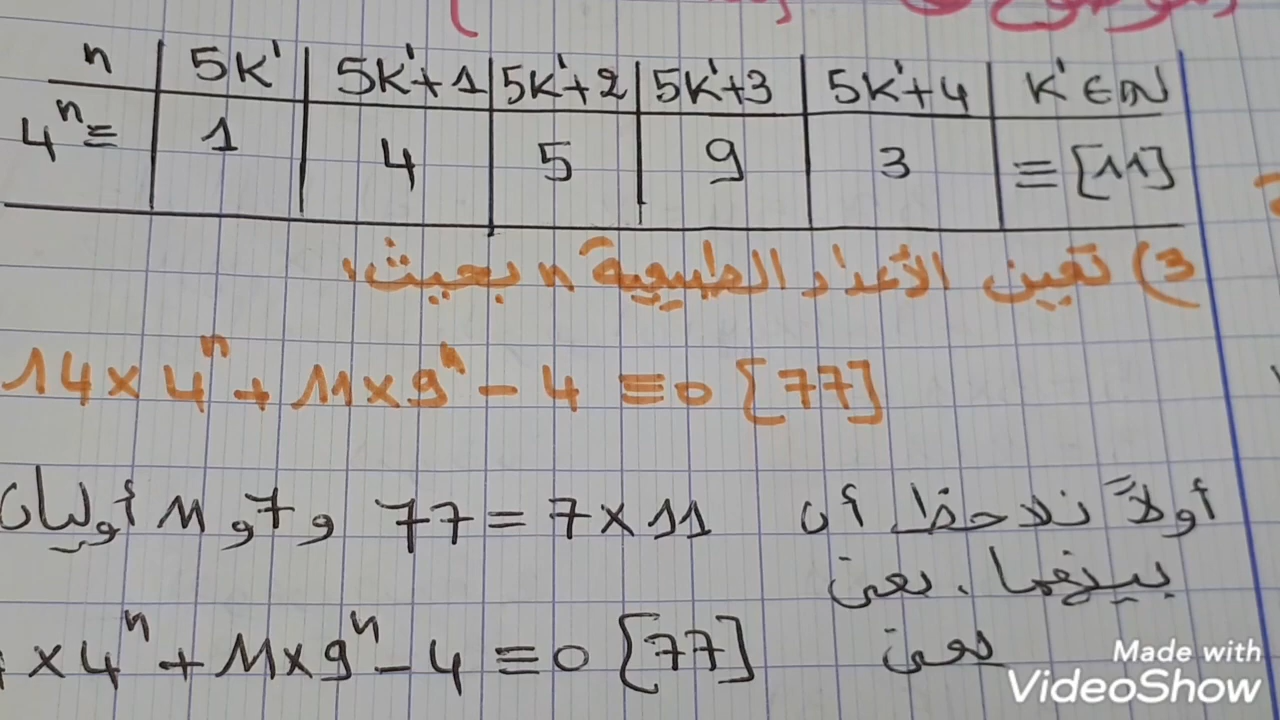 n 5k' 5k'+1 5k'+2 5k'+3 5k'+4 k'∈ℕ
4ⁿ≡ 1 4 5 9 3 ≡[11]
3) تعين الأعداد الطبيعية n بحيث:
14×4ⁿ+11×9ⁿ-4≡0 [77]
أولاً نلاحظ أن 77=7×11 و 7 و 11 أوليان
بينهما . يعني
يعني ×4ⁿ+11×9ⁿ-4≡0 [77]
Made with
VideoShow